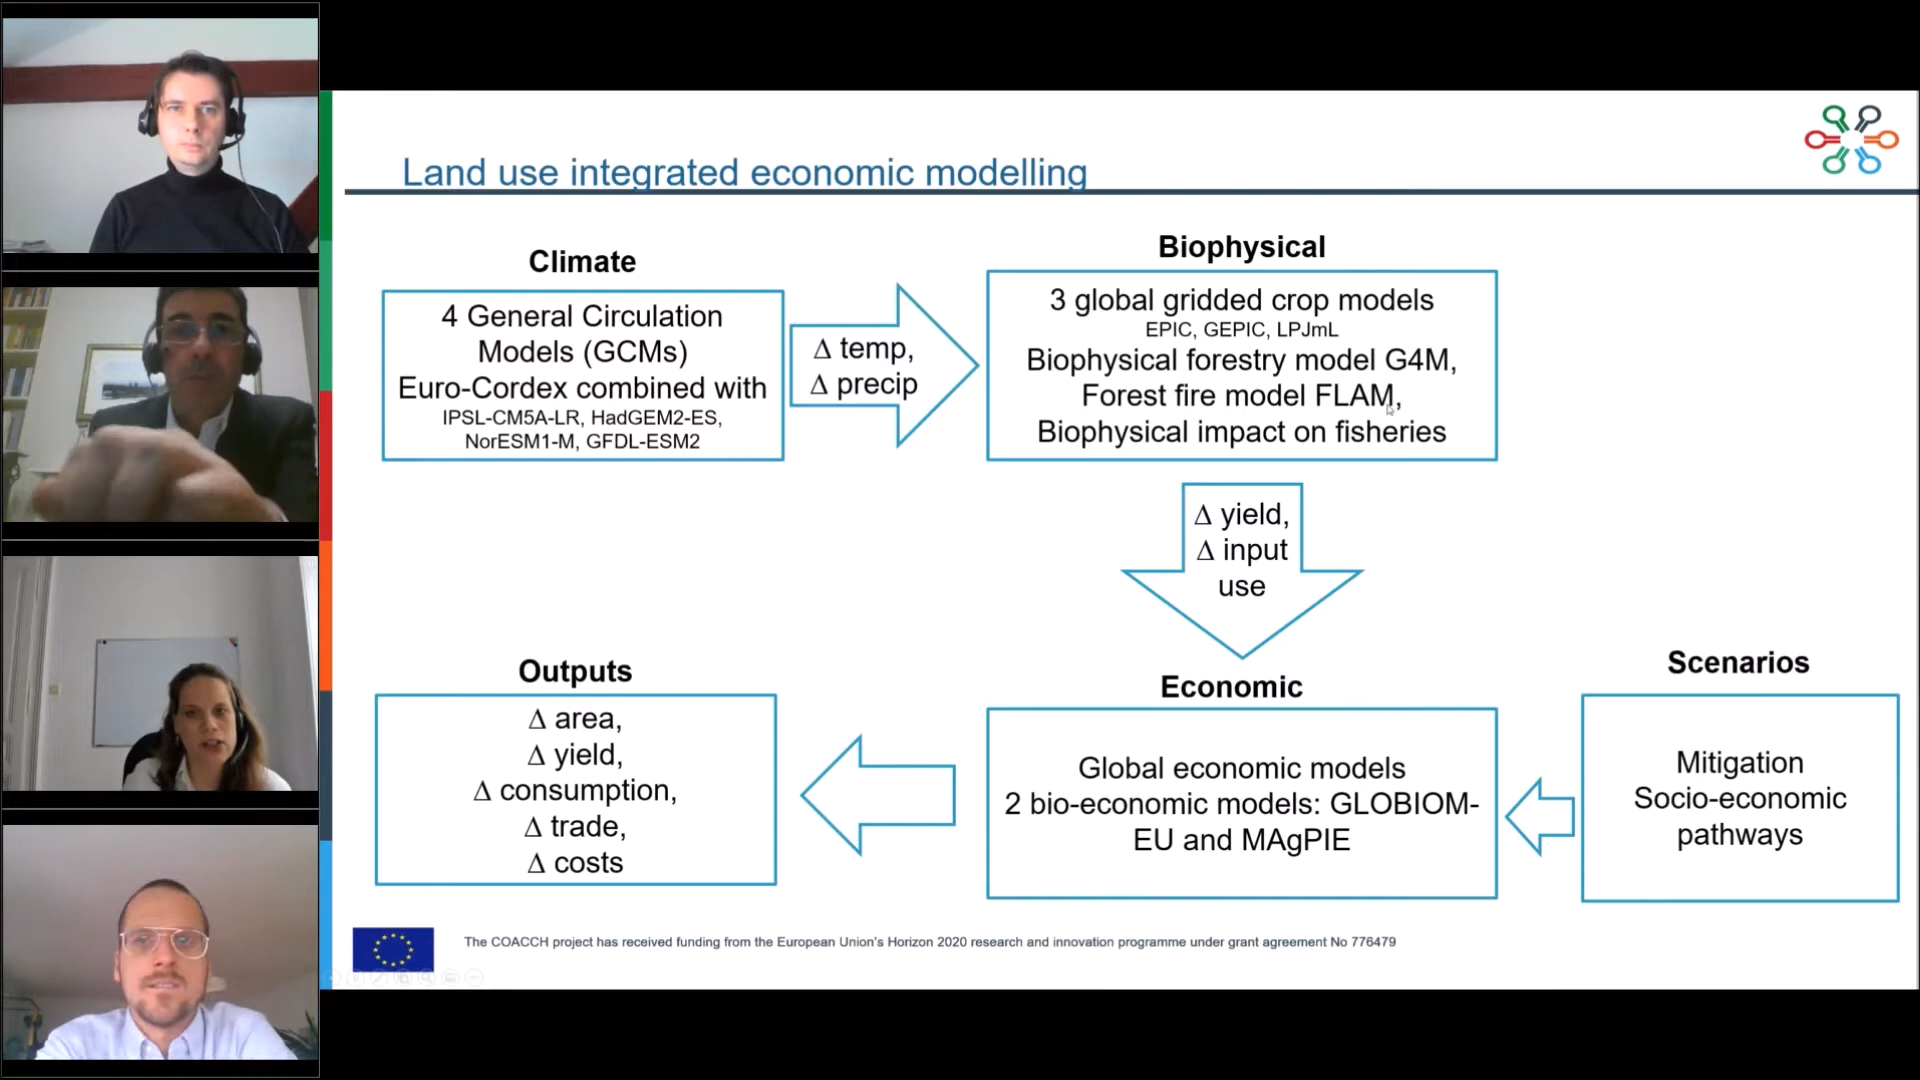 Land use integrated economic modelling
Climate
4 General Circulation
Models (GCMs)
Euro-Cordex combined with
IPSL-CM5A-LR, HadGEM2-ES,
NorESM1-M, GFDL-ESM2
Δ temp,
Δ precip
Biophysical
3 global gridded crop models
EPIC, GEPIC, LPJmL
Biophysical forestry model G4M,
Forest fire model FLAM,
Biophysical impact on fisheries
Δ yield,
Δ input
use
Scenarios
Mitigation
Socio-economic
pathways
Economic
Global economic models
2 bio-economic models: GLOBIOM-
EU and MAgPIE
Outputs
Δ area,
Δ yield,
Δ consumption,
Δ trade,
Δ costs
The COACCH project has received funding from the European Union's Horizon 2020 research and innovation programme under grant agreement No 776479